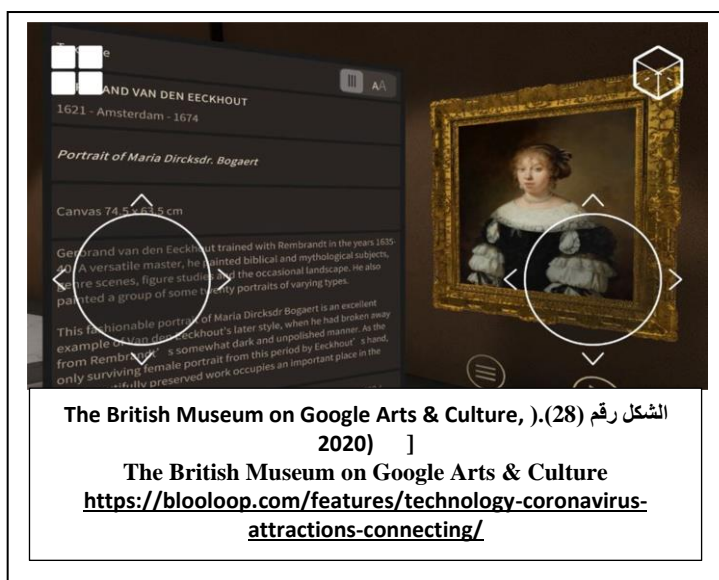 RAND VAN DEN EECKHOUT
1621 - Amsterdam - 1674
AA
Portrait of Maria Dircksdr. Bogaert
Canvas 74.5 x 63.5 cm
Gerbrand van den Eeckhout trained with Rembrandt in the years 1635-
40. A versatile master, he painted biblical and mythological subjects,
genre scenes, figure studies and the occasional landscape. He also
painted a group of some twenty portraits of varying types.
This fashionable portrait of Maria Dircksdr Bogaert is an excellent
example of van den Eeckhout's later style, when he had broken away
from Rembrandt's somewhat dark and unpolished manner. As the
only surviving female portrait from this period by Eeckhout's hand,
preserved work occupies an important place in the
الشكل رقم (28).( The British Museum on Google Arts & Culture,
2020) ]
The British Museum on Google Arts & Culture
https://blooloop.com/features/technology-coronavirus-
attractions-connecting/